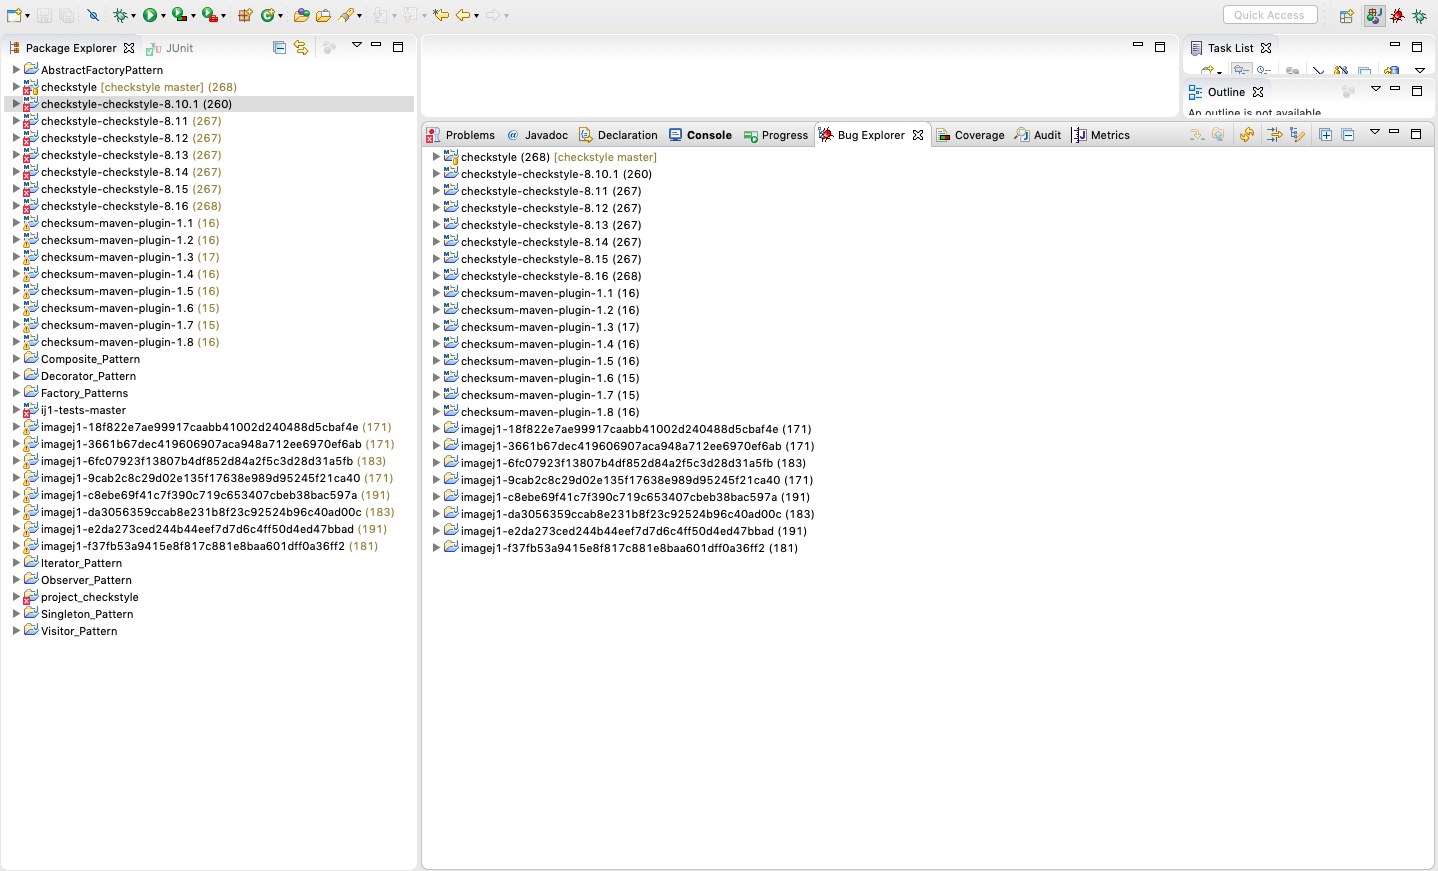 Quick Access
Package Explorer
JUnit
AbstractFactoryPattern
checkstyle [checkstyle master] (268)
checkstyle-checkstyle-8.10.1 (260)
checkstyle-checkstyle-8.11 (267)
checkstyle-checkstyle-8.12 (267)
checkstyle-checkstyle-8.13 (267)
checkstyle-checkstyle-8.14 (267)
checkstyle-checkstyle-8.15 (267)
checkstyle-checkstyle-8.16 (268)
checksum-maven-plugin-1.1 (16)
checksum-maven-plugin-1.2 (16)
checksum-maven-plugin-1.3 (17)
checksum-maven-plugin-1.4 (16)
checksum-maven-plugin-1.5 (16)
checksum-maven-plugin-1.6 (15)
checksum-maven-plugin-1.7 (15)
checksum-maven-plugin-1.8 (16)
Composite_Pattern
Decorator_Pattern
Factory_Patterns
ij1-tests-master
imagej1-18f822e7ae99917caabb41002d240488d5cbaf4e (171)
imagej1-3661b67dec419606907aca948a712ee6970ef6ab (171)
imagej1-6fc07923f13807b4df852d84a2f5c3d28d31a5fb (183)
imagej1-9cab2c8c29d02e135f17638e989d95245f21ca40 (171)
imagej1-c8ebe69f41c7f390c719c653407cbeb38bac597a (191)
imagej1-da3056359ccab8e231b8f23c92524b96c40ad00c (183)
imagej1-e2da273ced244b44eef7d7d6c4ff50d4ed47bbad (191)
imagej1-f37fb53a9415e8f817c881e8baa601dff0a36ff2 (181)
Iterator_Pattern
Observer_Pattern
project_checkstyle
Singleton_Pattern
Visitor_Pattern
Task List
Outline
An outline is not available.
Problems
Javadoc
Declaration
Console
Progress
Bug Explorer
Coverage
Audit
Metrics
checkstyle (268) [checkstyle master]
checkstyle-checkstyle-8.10.1 (260)
checkstyle-checkstyle-8.11 (267)
checkstyle-checkstyle-8.12 (267)
checkstyle-checkstyle-8.13 (267)
checkstyle-checkstyle-8.14 (267)
checkstyle-checkstyle-8.15 (267)
checkstyle-checkstyle-8.16 (268)
checksum-maven-plugin-1.1 (16)
checksum-maven-plugin-1.2 (16)
checksum-maven-plugin-1.3 (17)
checksum-maven-plugin-1.4 (16)
checksum-maven-plugin-1.5 (16)
checksum-maven-plugin-1.6 (15)
checksum-maven-plugin-1.7 (15)
checksum-maven-plugin-1.8 (16)
imagej1-18f822e7ae99917caabb41002d240488d5cbaf4e (171)
imagej1-3661b67dec419606907aca948a712ee6970ef6ab (171)
imagej1-6fc07923f13807b4df852d84a2f5c3d28d31a5fb (183)
imagej1-9cab2c8c29d02e135f17638e989d95245f21ca40 (171)
imagej1-c8ebe69f41c7f390c719c653407cbeb38bac597a (191)
imagej1-da3056359ccab8e231b8f23c92524b96c40ad00c (183)
imagej1-e2da273ced244b44eef7d7d6c4ff50d4ed47bbad (191)
imagej1-f37fb53a9415e8f817c881e8baa601dff0a36ff2 (181)